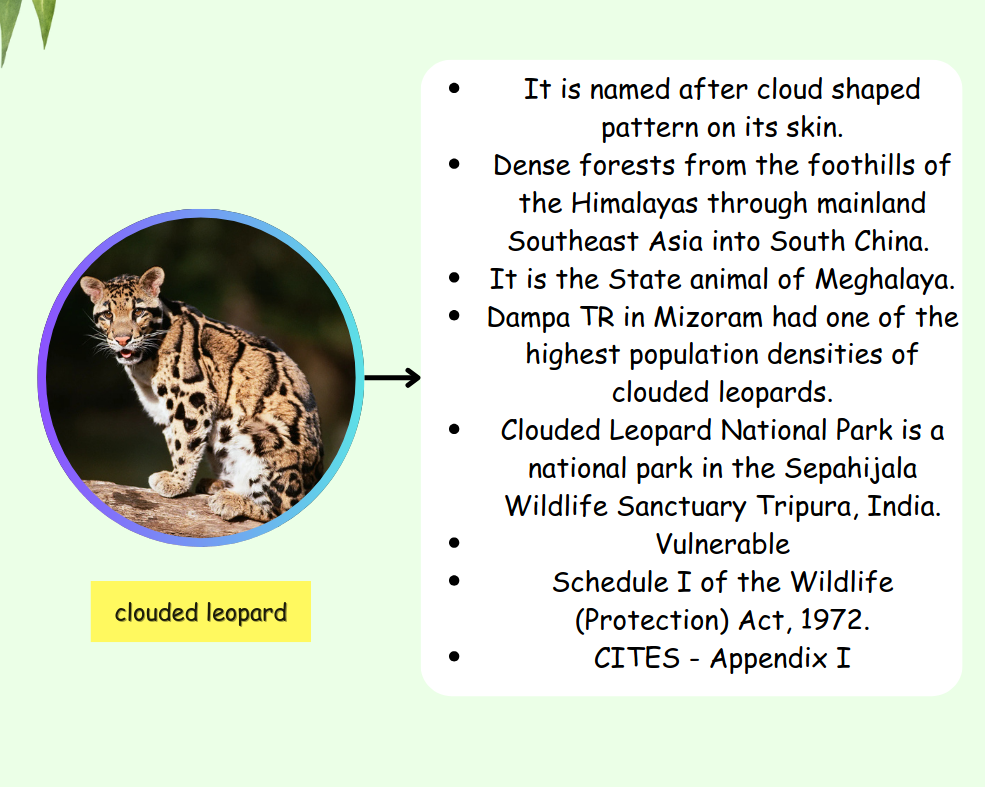 • It is named after cloud shaped
pattern on its skin.
• Dense forests from the foothills of
the Himalayas through mainland
Southeast Asia into South China.
• It is the State animal of Meghalaya.
• Dampa TR in Mizoram had one of the
highest population densities of
clouded leopards.
• Clouded Leopard National Park is a
national park in the Sepahijala
Wildlife Sanctuary Tripura, India.
• Vulnerable
• Schedule I of the Wildlife
(Protection) Act, 1972.
• CITES - Appendix I
clouded leopard